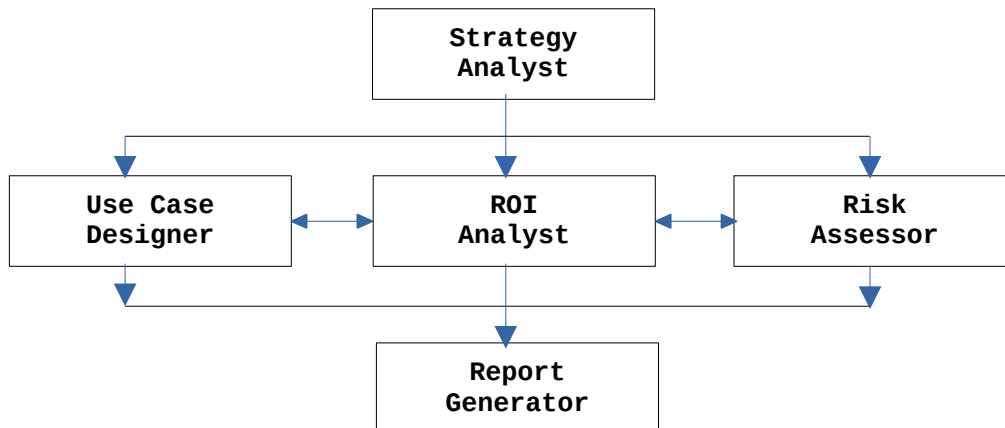 Strategy
Analyst
Use Case
Designer
ROI
Analyst
Risk
Assessor
Report
Generator